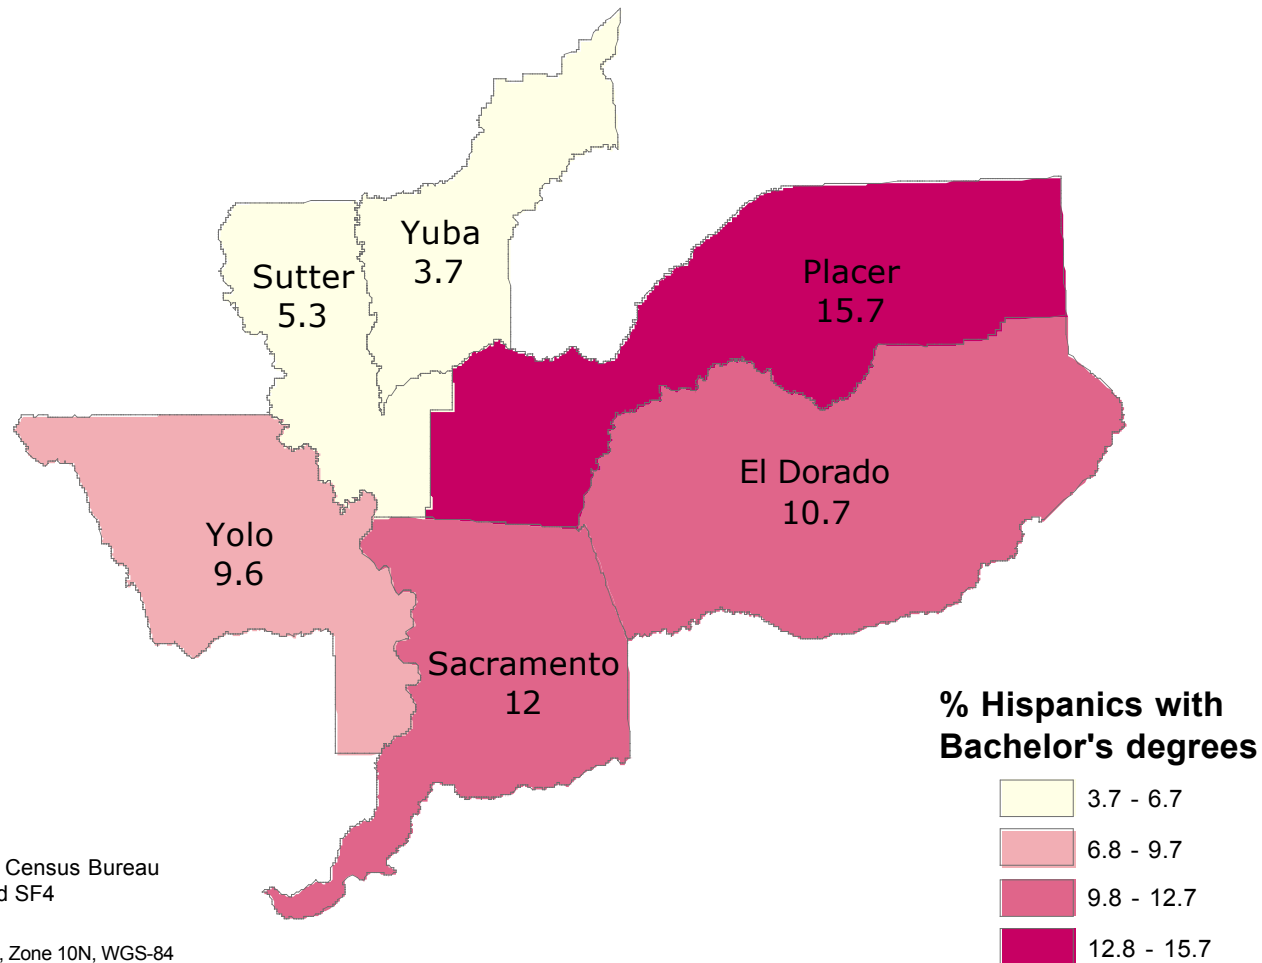 Yuba
3.7
Sutter
5.3
Placer
15.7
El Dorado
10.7
Yolo
9.6
Sacramento
12
% Hispanics with
Bachelor's degrees
3.7 - 6.7
6.8 - 9.7
9.8 - 12.7
12.8 - 15.7
Census Bureau
d SF4
, Zone 10N, WGS-84